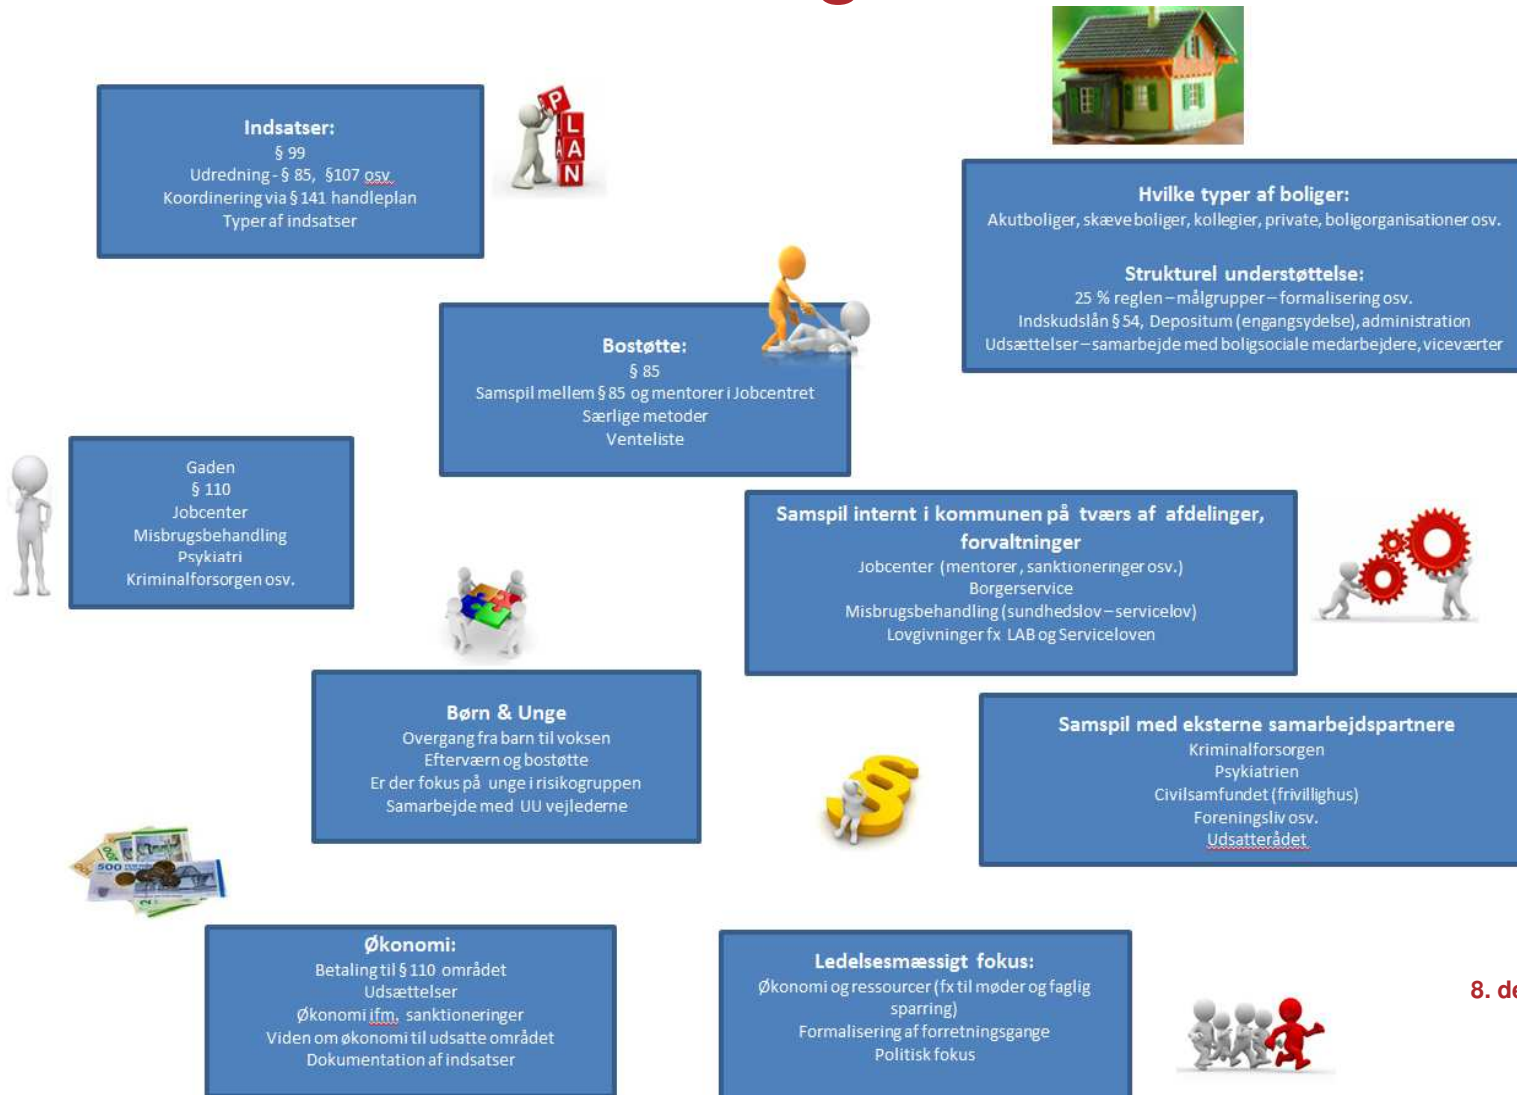 Indsatser:
§ 99
Udredning - § 85, §107 osv
Koordinering via § 141 handleplan
Typer af indsatser
PLAN
Hvilke typer af boliger:
Akutboliger, skæve boliger, kollegier, private, boligorganisationer osv.
Strukturel understøttelse:
25 % reglen – målgrupper – formalisering osv.
Indskudslån § 54, Depositum (engangsydelse), administration
Udsættelser – samarbejde med boligsociale medarbejdere, viceværter
Bostøtte:
§ 85
Samspil mellem § 85 og mentorer i Jobcentret
Særlige metoder
Venteliste
Gaden
§ 110
Jobcenter
Misbrugsbehandling
Psykiatri
Kriminalforsorgen osv.
Samspil internt i kommunen på tværs af afdelinger,
forvaltninger
Jobcenter (mentorer, sanktioneringer osv.)
Borgerservice
Misbrugsbehandling (sundhedslov – servicelov)
Lovgivninger fx LAB og Serviceloven
Børn & Unge
Overgang fra barn til voksen
Efterværn og bostøtte
Er der fokus på unge i risikogruppen
Samarbejde med UU vejlederne
Samspil med eksterne samarbejdspartnere
Kriminalforsorgen
Psykiatrien
Civilsamfundet (frivillighus)
Foreningsliv osv.
Udsatterådet
§
500
Økonomi:
Betaling til § 110 området
Udsættelser
Økonomi ifm. sanktioneringer
Viden om økonomi til udsatte området
Dokumentation af indsatser
Ledelsesmæssigt fokus:
Økonomi og ressourcer (fx til møder og faglig
sparring)
Formalisering af forretningsgange
Politisk fokus
8. de